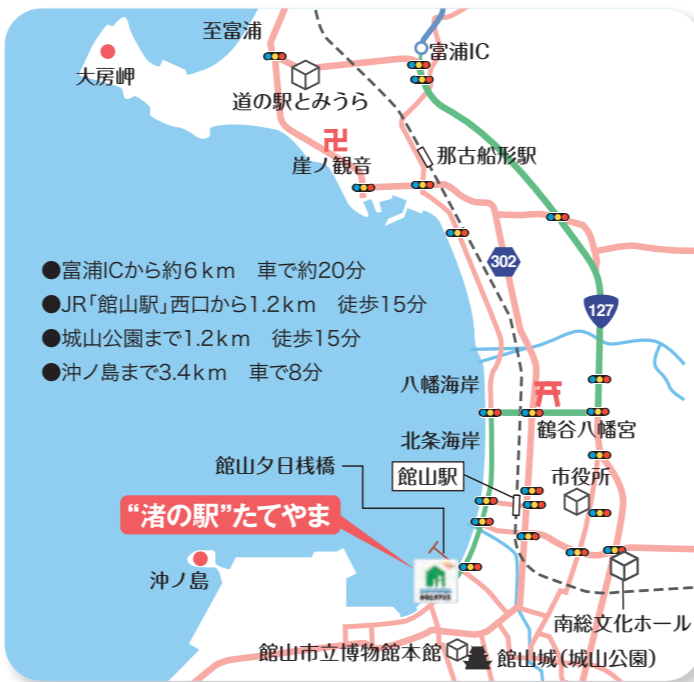 至富浦
富浦IC
大房岬
道の駅とみうら
那古船形駅
崖ノ観音
●富浦ICから約6km　車で約20分
●JR「館山駅」西口から1.2km　徒歩15分
●城山公園まで1.2km　徒歩15分
●沖ノ島まで3.4km　車で8分
302
127
八幡海岸
鶴谷八幡宮
北条海岸
館山夕日桟橋
館山駅
市役所
“渚の駅”たてやま
沖ノ島
南総文化ホール
館山市立博物館本館
館山城(城山公園)